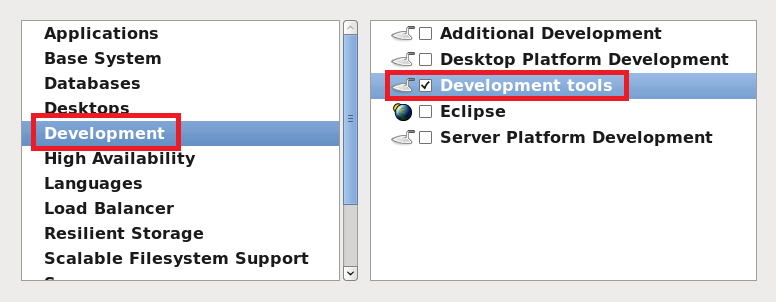 Applications
Base System
Databases
Desktops
Development
High Availability
Languages
Load Balancer
Resilient Storage
Scalable Filesystem Support
Additional Development
Desktop Platform Development
Development tools
Eclipse
Server Platform Development